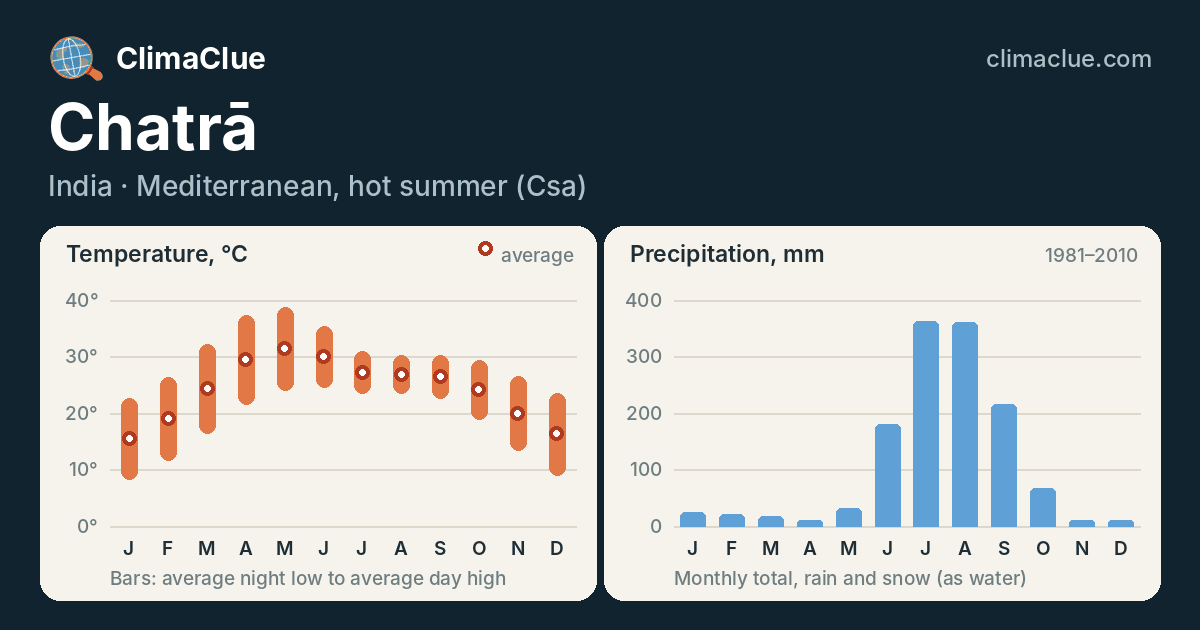 ClimaClue
climaclue.com
Chatrā
India · Mediterranean, hot summer (Csa)
Temperature, °C
average
40°
30°
20°
10°
0°
J F M A M J J A S O N D
Bars: average night low to average day high
Precipitation, mm
1981–2010
400
300
200
100
0
J F M A M J J A S O N D
Monthly total, rain and snow (as water)